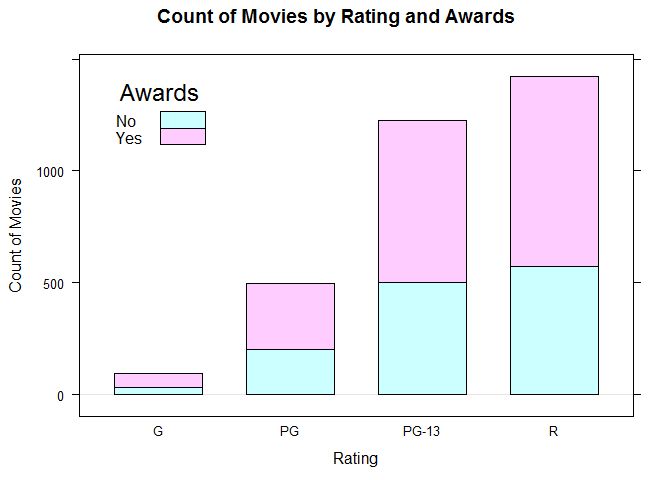 Count of Movies by Rating and Awards
Awards
No
Yes
Count of Movies
1000
500
0
G PG PG-13 R
Rating